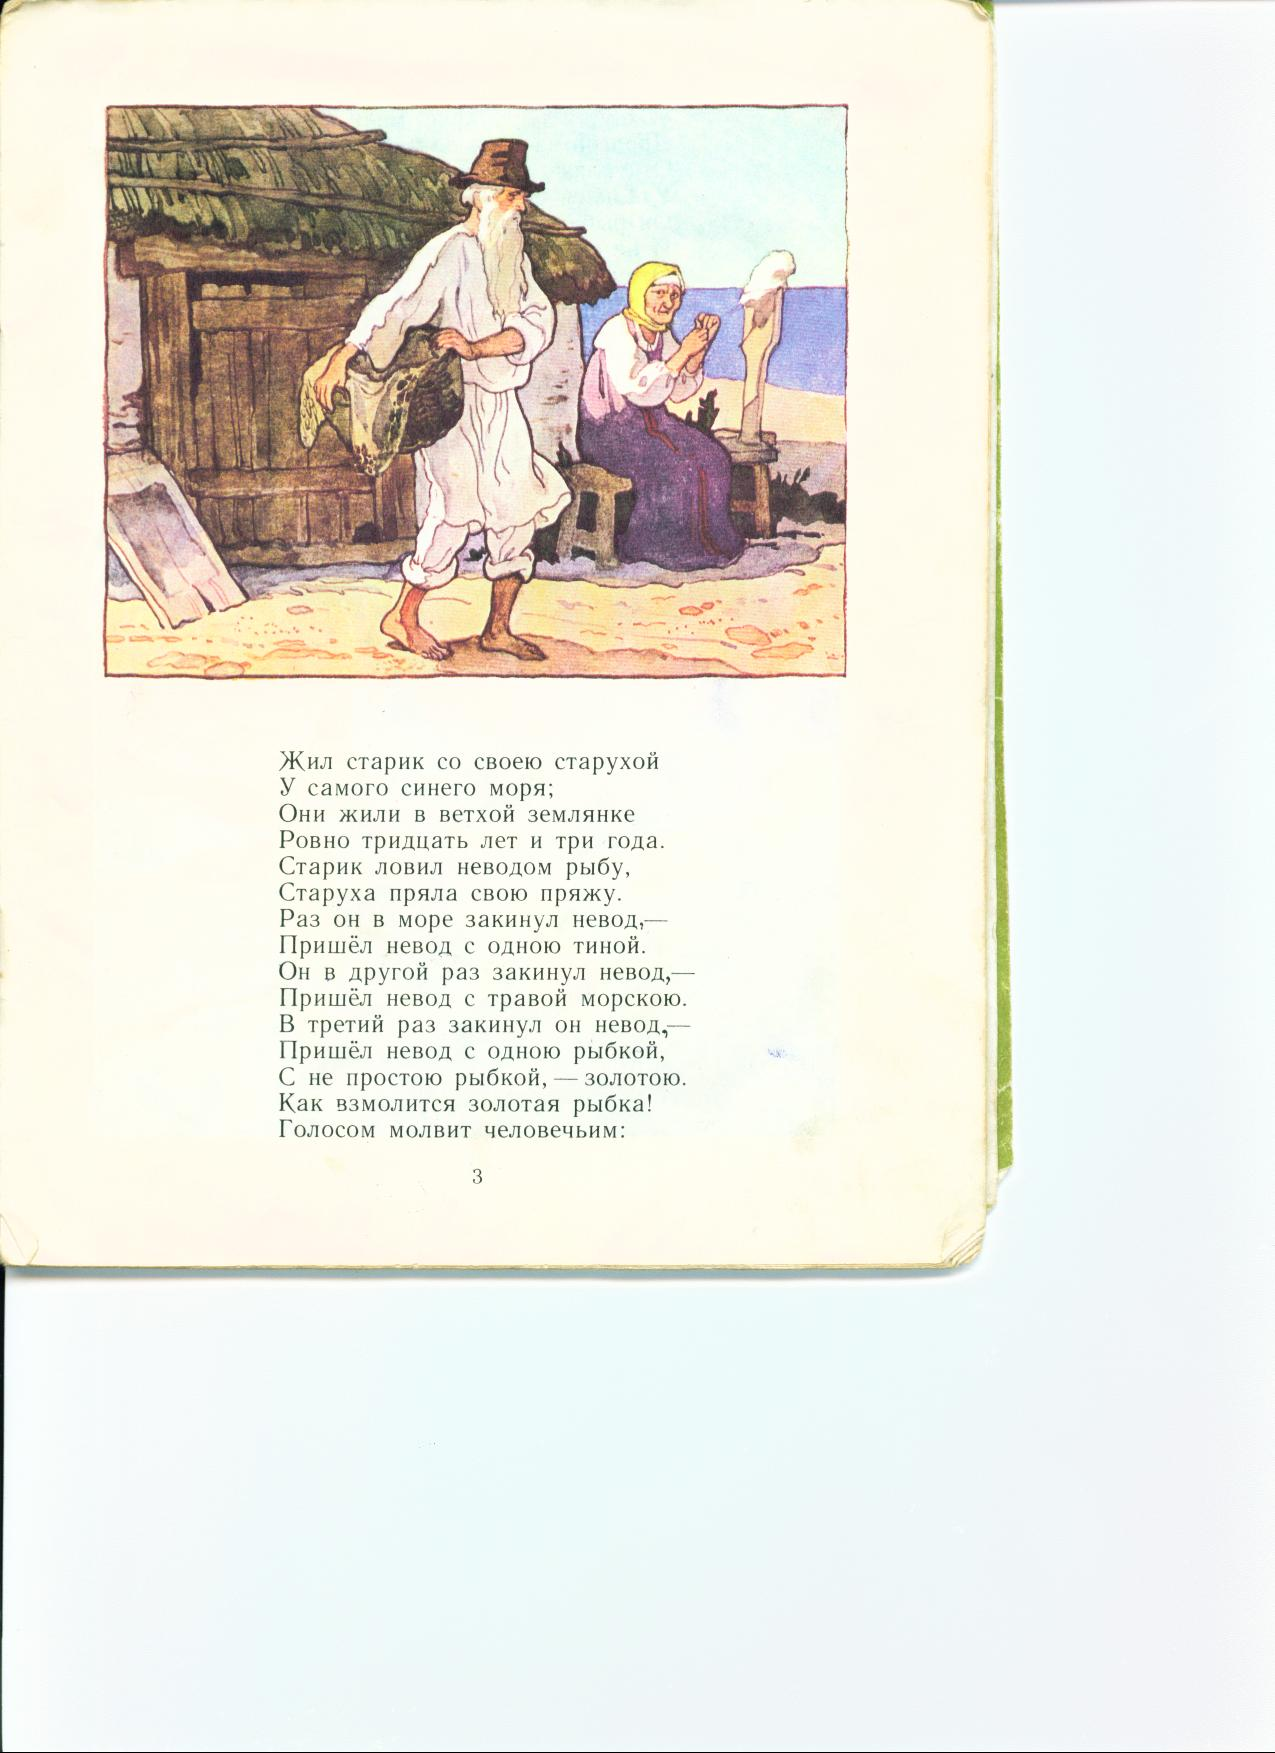 Жил старик со своею старухой
У самого синего моря;
Они жили в ветхой землянке
Ровно тридцать лет и три года.
Старик ловил неводом рыбу,
Старуха пряла свою пряжу.
Раз он в море закинул невод,—
Пришёл невод с одною тиной.
Он в другой раз закинул невод,—
Пришёл невод с травой морскою.
В третий раз закинул он невод,—
Пришёл невод с одною рыбкой,
С не простою рыбкой, — золотою.
Как взмолится золотая рыбка!
Голосом молвит человечьим:
3